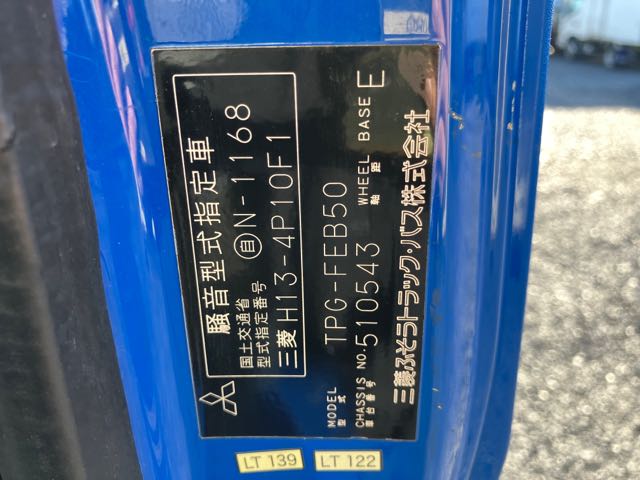 騒音型式指定車
国土交通省
型式指定番号 自N-1168
三菱H13-4P10F1
MODEL
型式 TPG-FEB50
CHASSIS NO.
車台番号 510543 WHEEL BASE
軸距 E
三菱ふそうトラック・バス株式会社
LT 139
LT 122